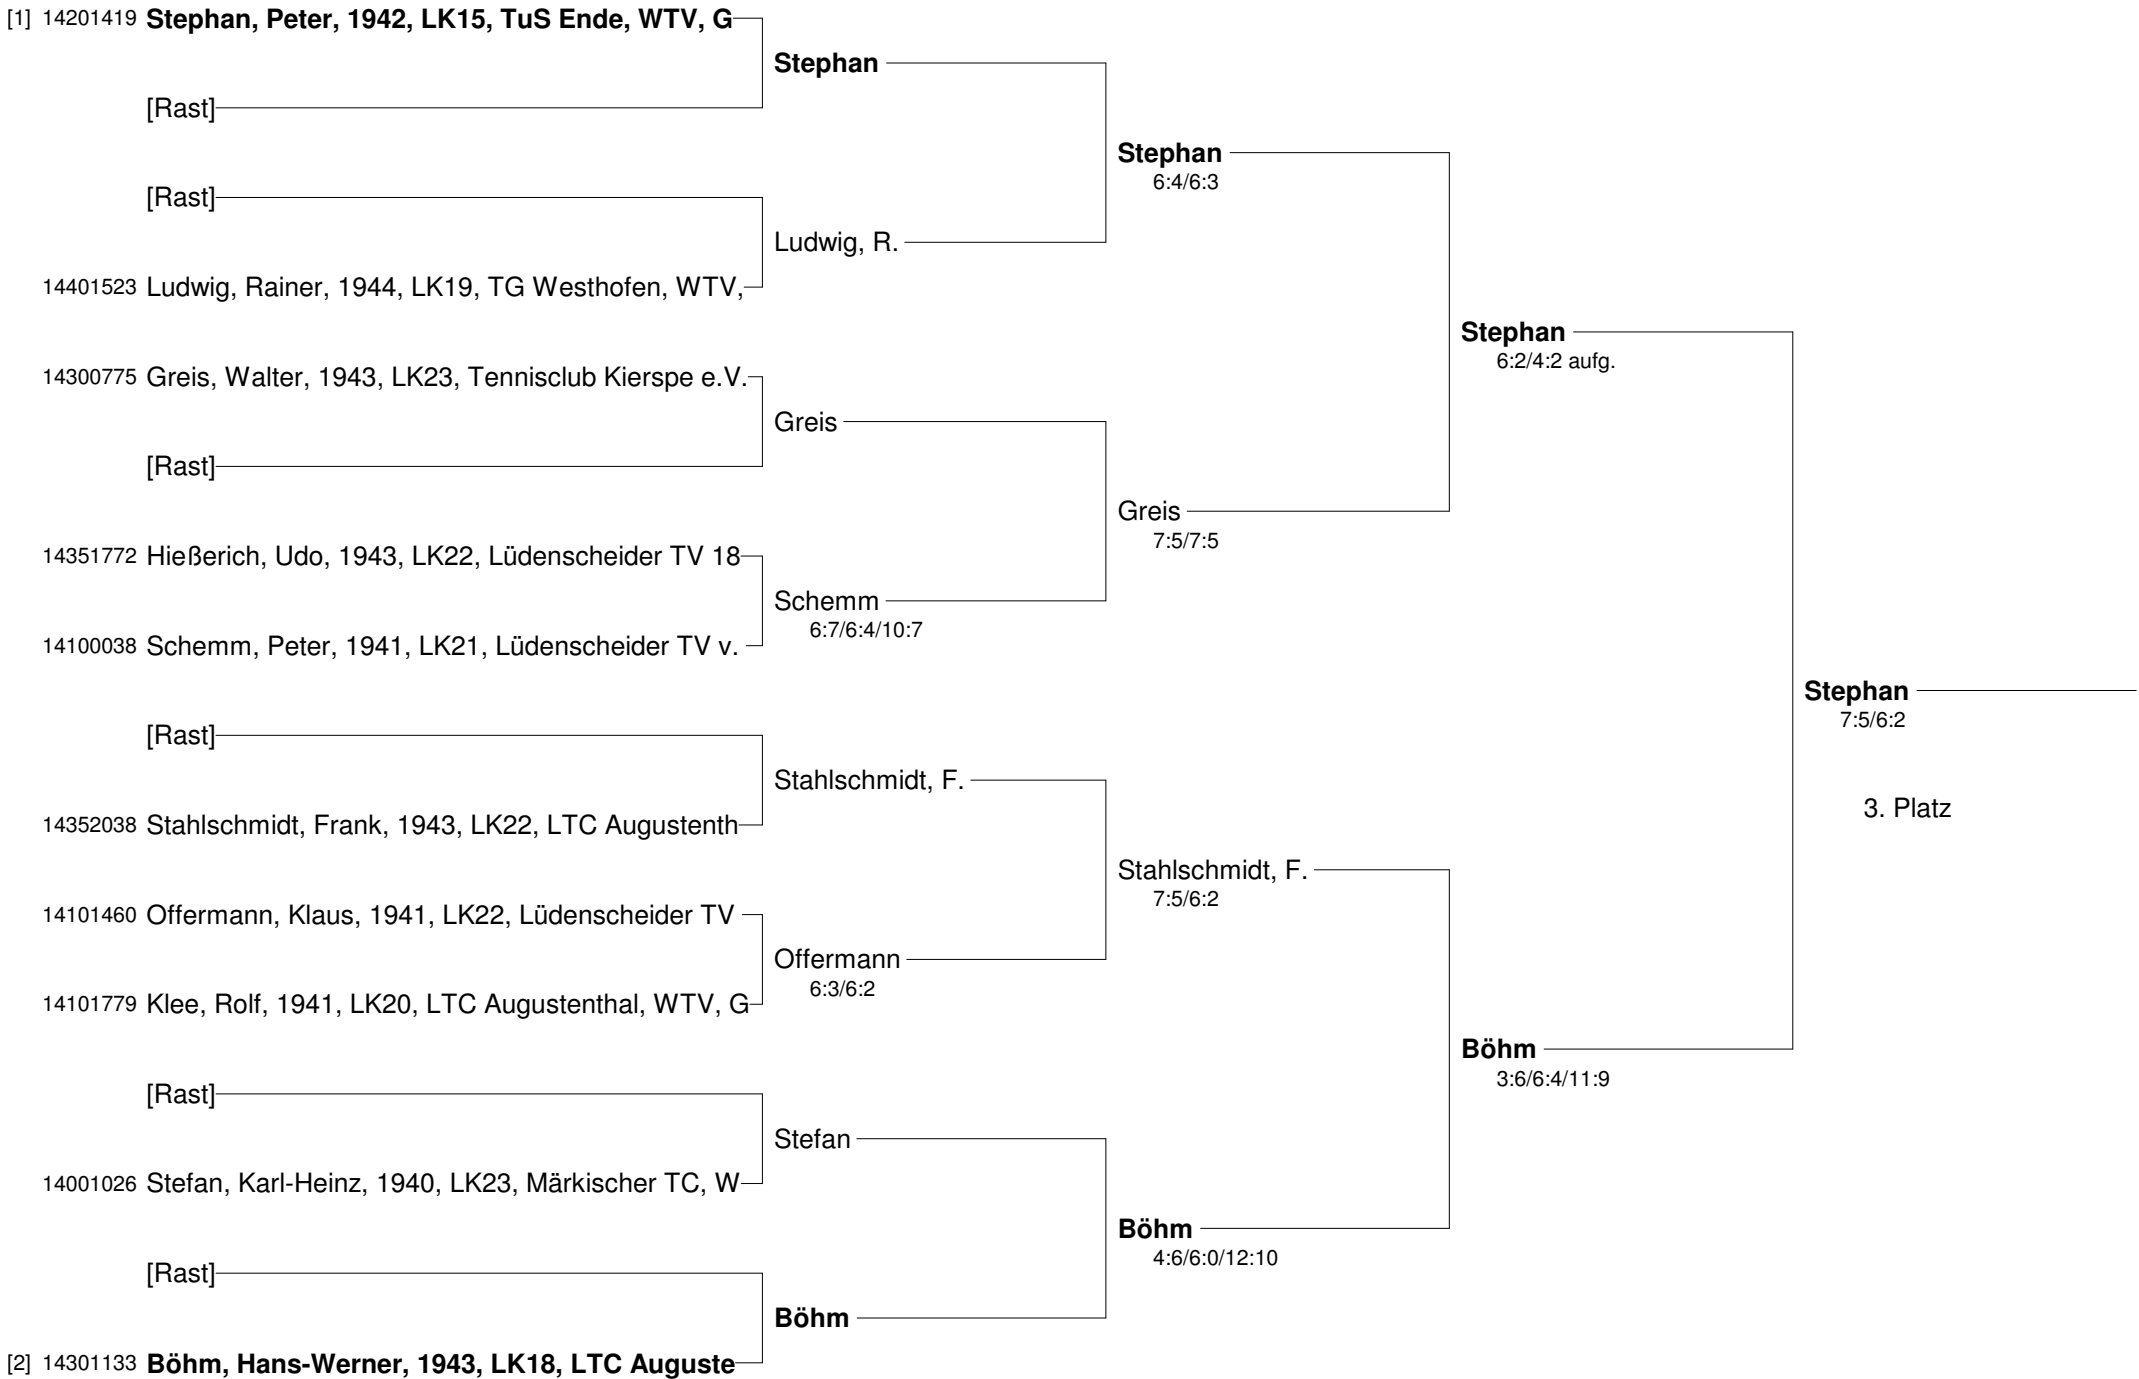 [1] 14201419 Stephan, Peter, 1942, LK15, TuS Ende, WTV, G
Stephan
[Rast]
Stephan
6:4/6:3
[Rast]
Ludwig, R.
14401523 Ludwig, Rainer, 1944, LK19, TG Westhofen, WTV,
Stephan
6:2/4:2 aufg.
14300775 Greis, Walter, 1943, LK23, Tennisclub Kierspe e.V.
Greis
[Rast]
Greis
7:5/7:5
14351772 Hießerich, Udo, 1943, LK22, Lüdenscheider TV 18
Schemm
6:7/6:4/10:7
14100038 Schemm, Peter, 1941, LK21, Lüdenscheider TV v.
Stephan
7:5/6:2
[Rast]
Stahlschmidt, F.
3. Platz
14352038 Stahlschmidt, Frank, 1943, LK22, LTC Augustenth
Stahlschmidt, F.
7:5/6:2
14101460 Offermann, Klaus, 1941, LK22, Lüdenscheider TV
Offermann
6:3/6:2
14101779 Klee, Rolf, 1941, LK20, LTC Augustenthal, WTV, G
Böhm
3:6/6:4/11:9
[Rast]
Stefan
14001026 Stefan, Karl-Heinz, 1940, LK23, Märkischer TC, W
Böhm
4:6/6:0/12:10
[Rast]
Böhm
[2] 14301133 Böhm, Hans-Werner, 1943, LK18, LTC Auguste